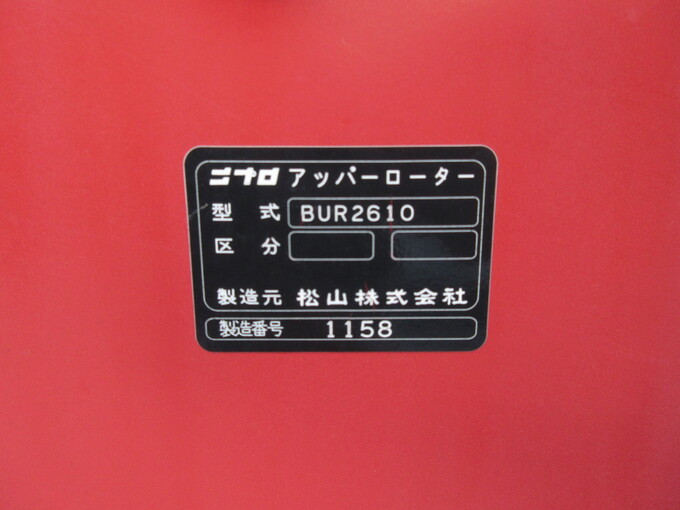 ニプロ アッパーローター
型式 BUR2610
区分
製造元 松山株式会社
製造番号 1158